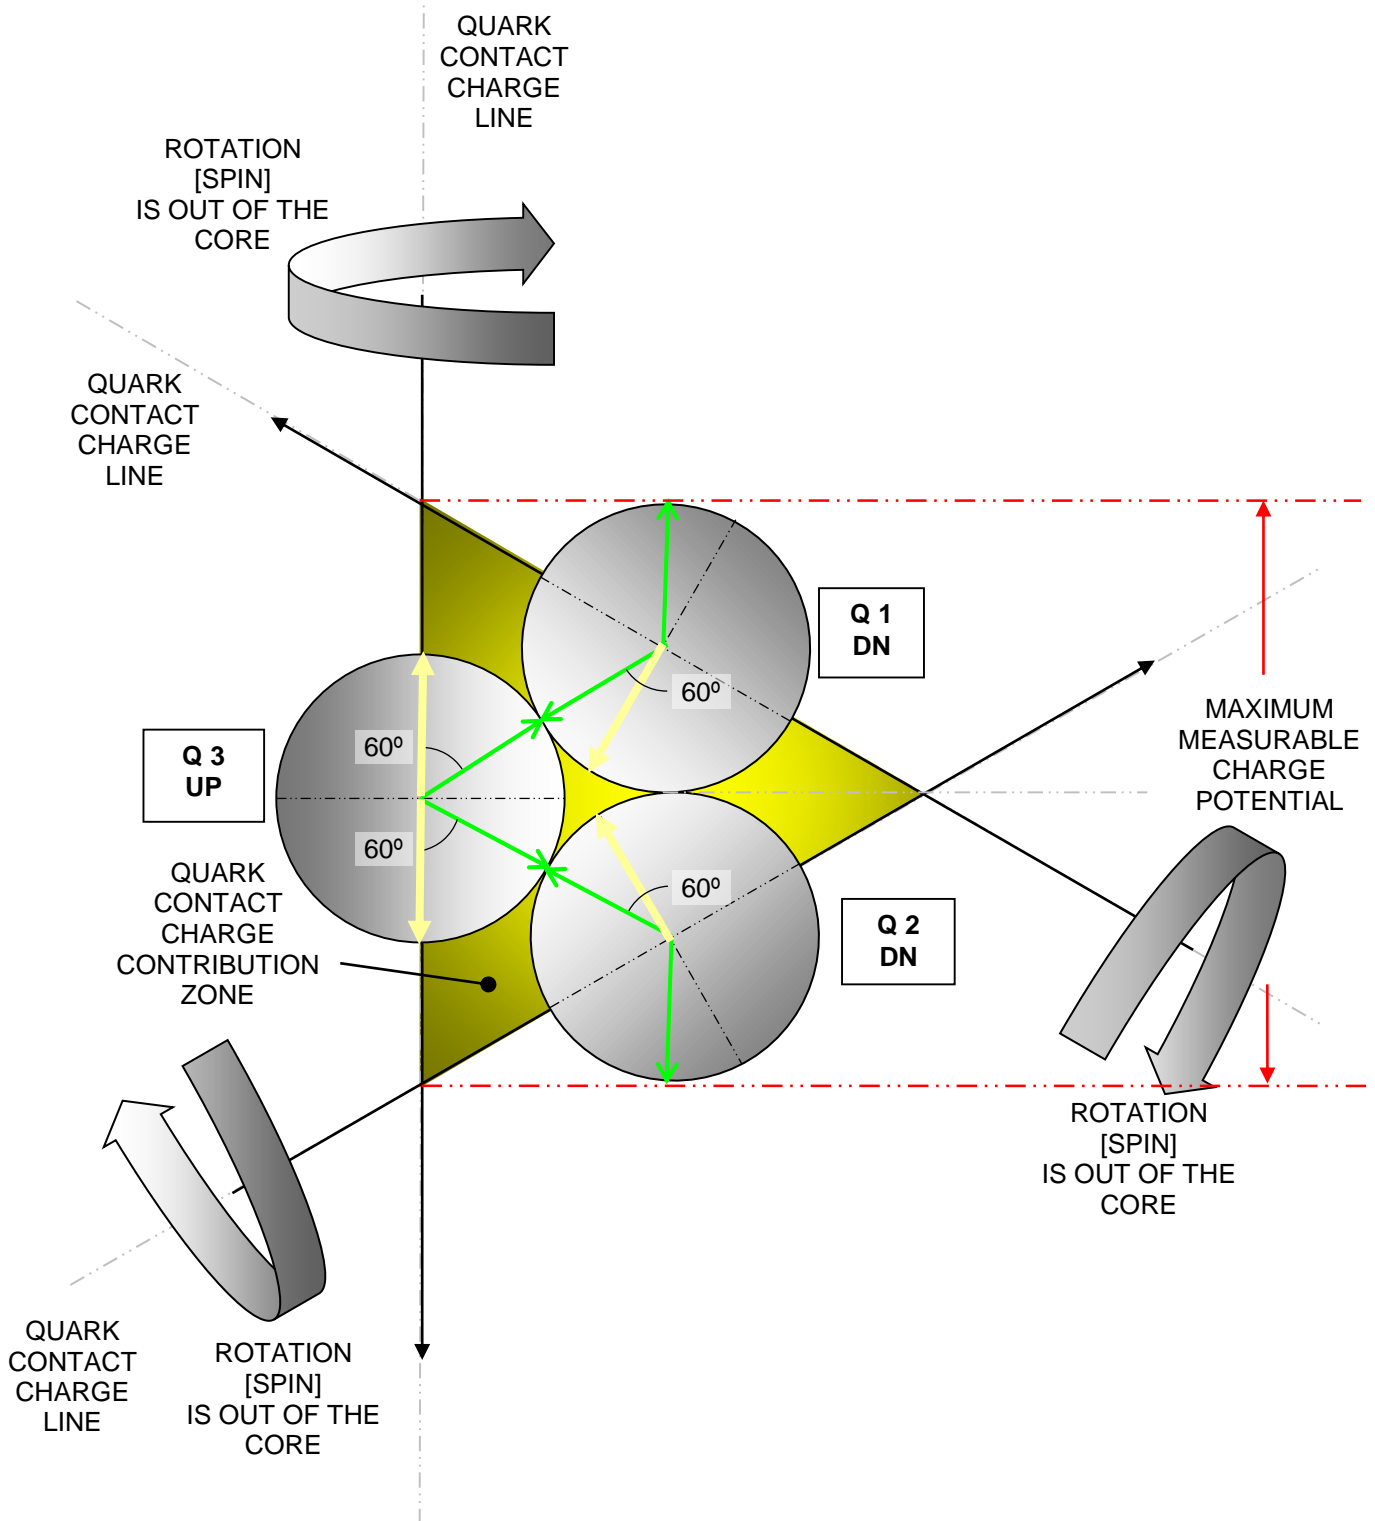 QUARK
CONTACT
CHARGE
LINE
ROTATION
[SPIN]
IS OUT OF THE
CORE
QUARK
CONTACT
CHARGE
LINE
Q 1
DN
60º
Q 3
UP
60º
60º
MAXIMUM
MEASURABLE
CHARGE
POTENTIAL
QUARK
CONTACT
CHARGE
CONTRIBUTION
ZONE
60º
Q 2
DN
ROTATION
[SPIN]
IS OUT OF THE
CORE
QUARK
CONTACT
CHARGE
LINE
ROTATION
[SPIN]
IS OUT OF THE
CORE